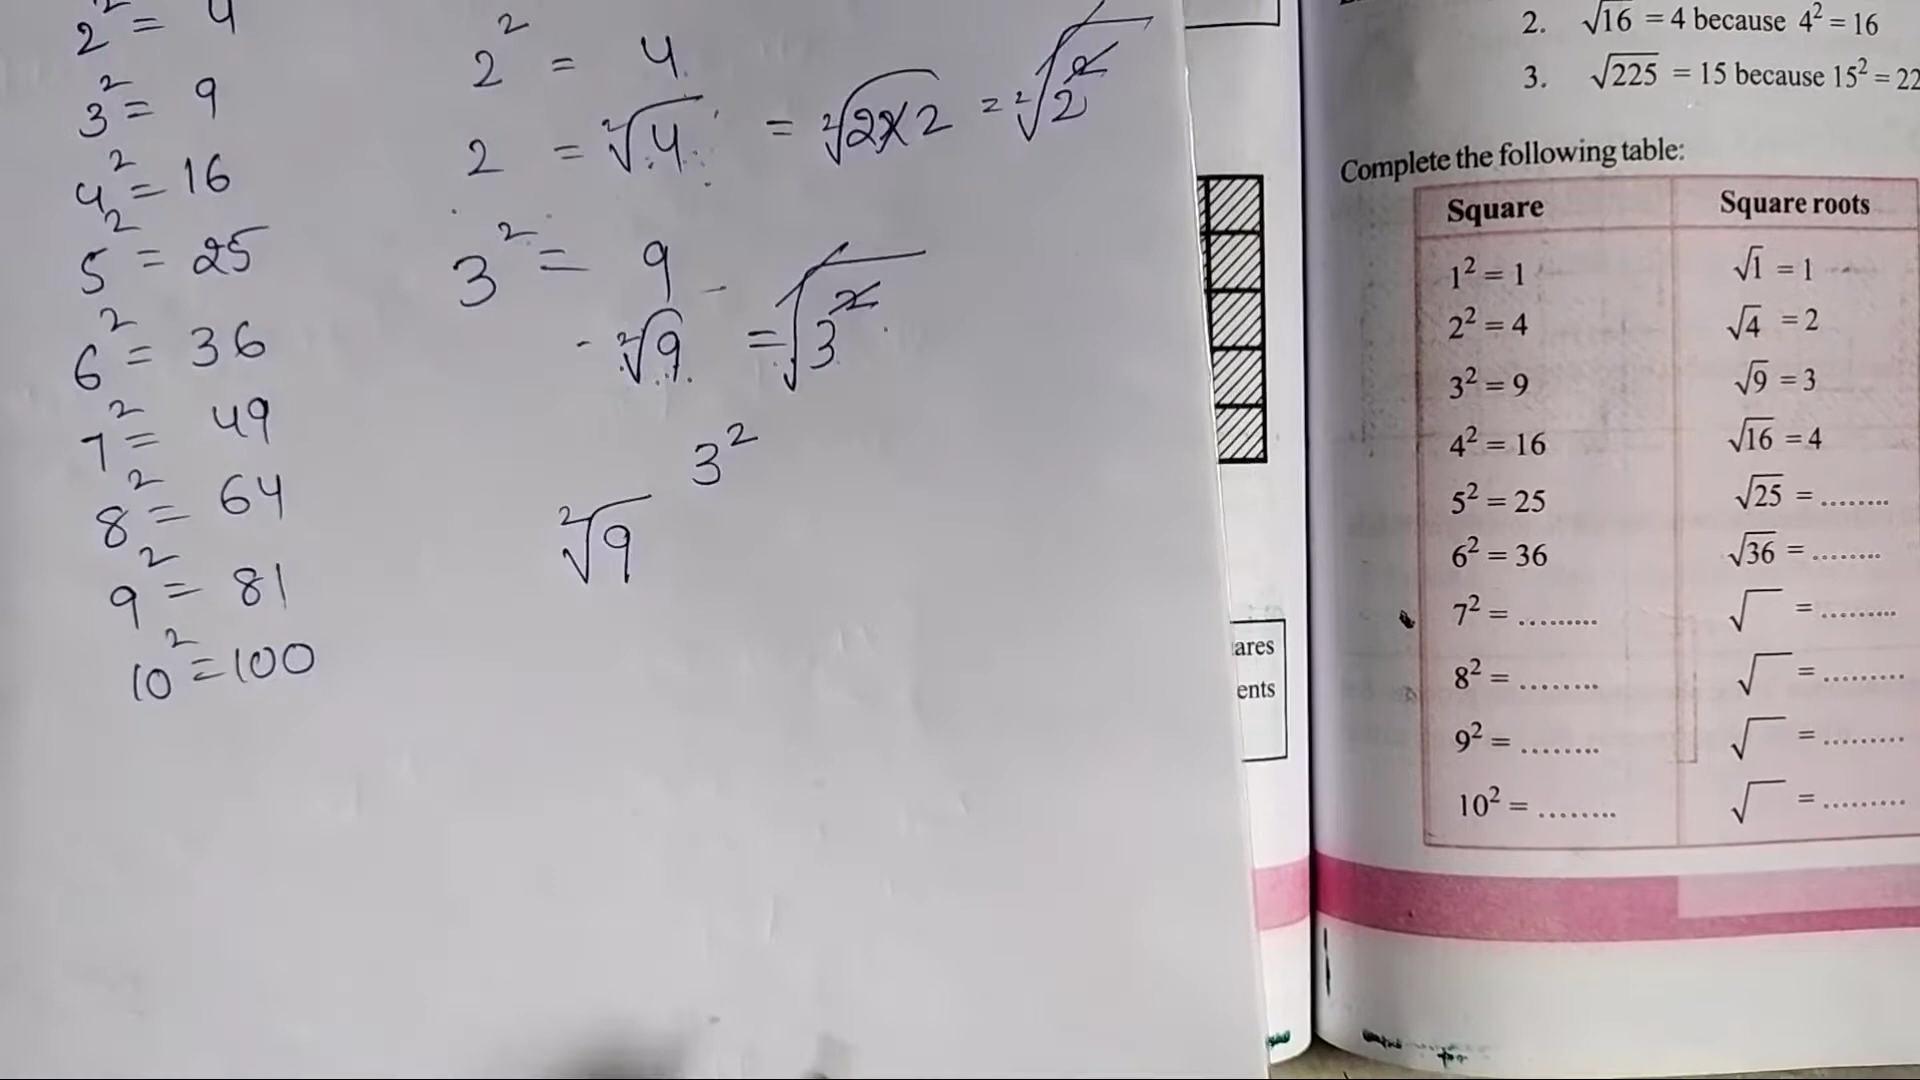 2² = 4
3² = 9
4² = 16
5² = 25
6² = 36
7² = 49
8² = 64
9² = 81
10² = 100
2² = 4
2 = ²√4 = ²√2×2 = ²√2²
3² = 9
²√9 = √3²
3²
²√9
ares
ents
2. √16 = 4 because 4² = 16
3. √225 = 15 because 15² = 22
Complete the following table:
Square Square roots
1² = 1 √1 = 1
2² = 4 √4 = 2
3² = 9 √9 = 3
4² = 16 √16 = 4
5² = 25 √25 = ........
6² = 36 √36 = ........
7² = ......... √ = .........
8² = ......... √ = .........
9² = ......... √ = .........
10² = ......... √ = .........